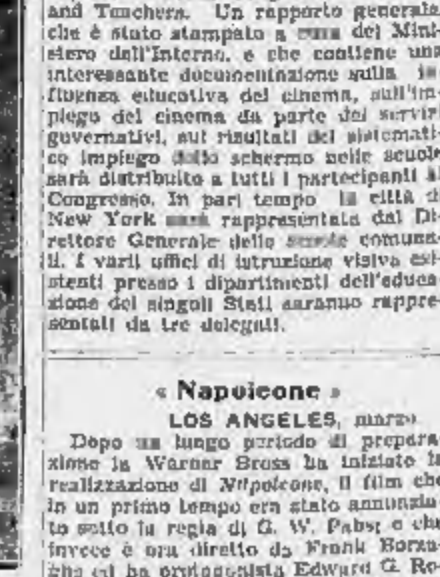 and Teachers. Un rapporto generale,
che è stato stampato a cura del Mini-
stero dell'Interno, e che contiene una
interessante documentazione sulla in-
fluenza educativa del cinema, sull'im-
piego del cinema da parte dei servizi
governativi, sui risultati del sistemati-
co impiego dello schermo nelle scuole
sarà distribuito a tutti i partecipanti al
Congresso. In pari tempo la città di
New York sarà rappresentata dal Di-
rettore Generale delle scuole comuna-
li. I varii uffici di istruzione visiva esi-
stenti presso i dipartimenti dell'educa-
zione dei singoli Stati saranno rappre-
sentati da tre delegati.
« Napoleone »
LOS ANGELES, marzo
Dopo un lungo periodo di prepara-
zione la Warner Bross ha iniziato la
realizzazione di Napoleone, il film che
in un primo tempo era stato annunzia-
to sotto la regia di G. W. Pabst e che
invece è ora diretto da Frank Borza-
ghe ed ha protagonista Edward G. Ro-